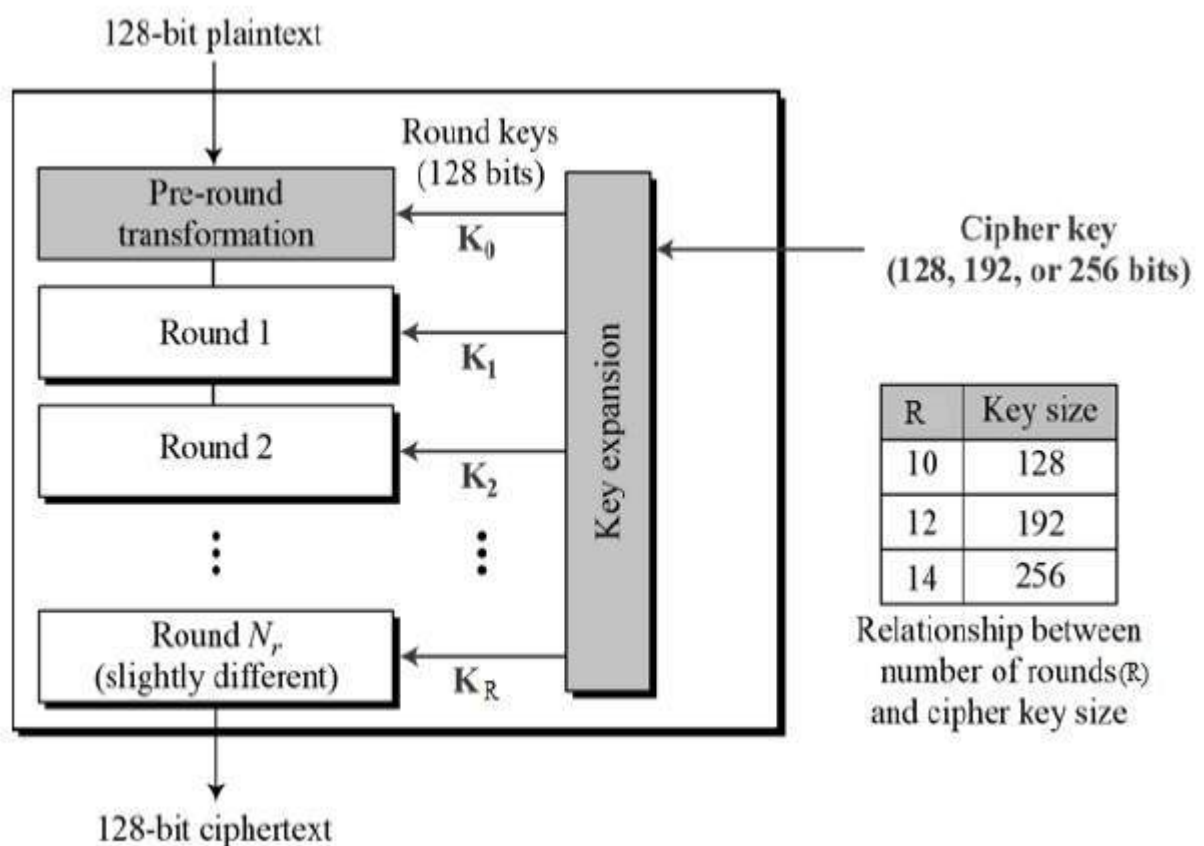 128-bit plaintext
Round keys
(128 bits)
Pre-round
transformation
K₀
Cipher key
(128, 192, or 256 bits)
Round 1
K₁
Round 2
K₂
Key expansion
R Key size
10 128
12 192
14 256
Relationship between
number of rounds(R)
and cipher key size
Round Nᵣ
(slightly different)
K_R
128-bit ciphertext